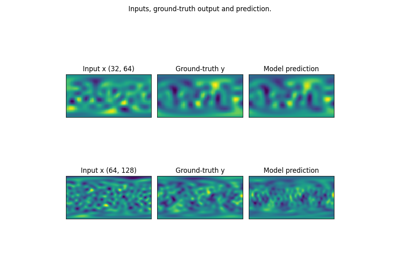 Inputs, ground-truth output and prediction.
Input x (32, 64)
Ground-truth y
Model prediction
Input x (64, 128)
Ground-truth y
Model prediction